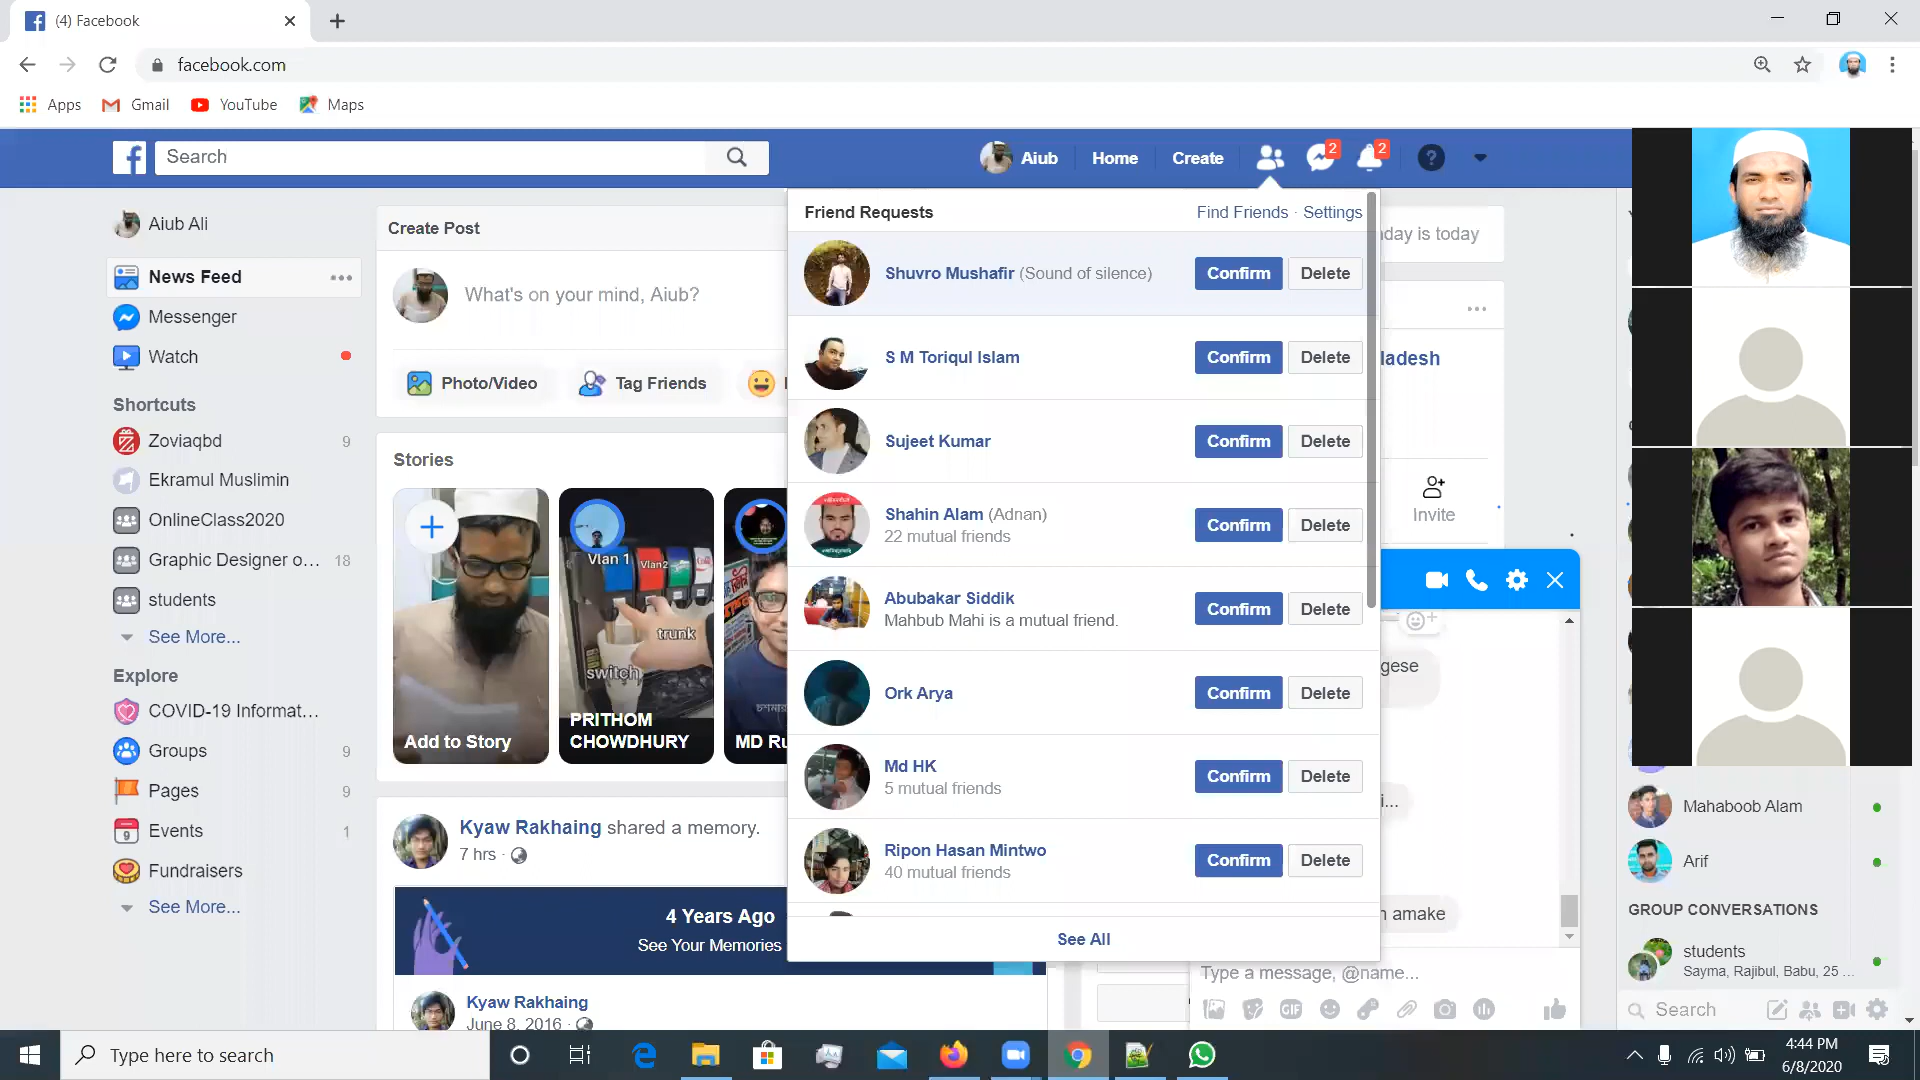 (4) Facebook
facebook.com
Apps
Gmail
YouTube
Maps
Search
Aiub
Home
Create
2
2
Aiub Ali
News Feed
Messenger
Watch
Shortcuts
Zoviaqbd
9
Ekramul Muslimin
OnlineClass2020
Graphic Designer o...
18
students
See More...
Explore
COVID-19 Informat...
Groups
9
Pages
9
Events
1
Fundraisers
See More...
Create Post
What's on your mind, Aiub?
Photo/Video
Tag Friends
Stories
Add to Story
Vlan 1
Vlan2
trunk
switch
PRITHOM
CHOWDHURY
MD Ru
Kyaw Rakhaing shared a memory.
7 hrs ·
4 Years Ago
See Your Memories
Kyaw Rakhaing
June 8, 2016 ·
Friend Requests
Find Friends · Settings
Shuvro Mushafir (Sound of silence)
Confirm
Delete
S M Toriqul Islam
Confirm
Delete
Sujeet Kumar
Confirm
Delete
Shahin Alam (Adnan)
22 mutual friends
Confirm
Delete
Abubakar Siddik
Mahbub Mahi is a mutual friend.
Confirm
Delete
Ork Arya
Confirm
Delete
Md HK
5 mutual friends
Confirm
Delete
Ripon Hasan Mintwo
40 mutual friends
Confirm
Delete
See All
day is today
ladesh
Invite
gese
i...
amake
Type a message, @name...
GIF
Mahaboob Alam
Arif
GROUP CONVERSATIONS
students
Sayma, Rajibul, Babu, 25 ...
Search
Type here to search
4:44 PM
6/8/2020